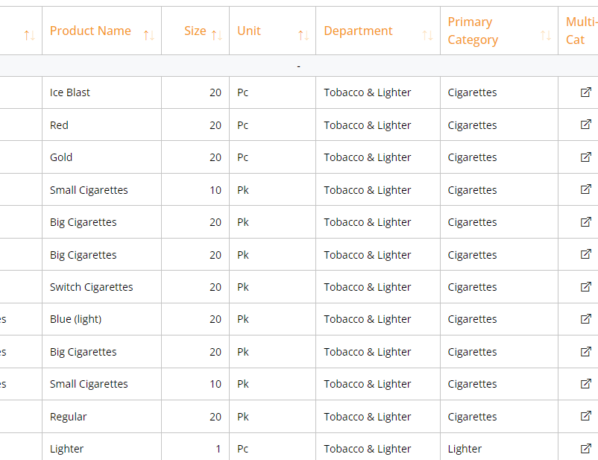 Product Name Size Unit Department Primary Category Multi-Cat
-
Ice Blast 20 Pc Tobacco & Lighter Cigarettes
Red 20 Pc Tobacco & Lighter Cigarettes
Gold 20 Pc Tobacco & Lighter Cigarettes
Small Cigarettes 10 Pk Tobacco & Lighter Cigarettes
Big Cigarettes 20 Pk Tobacco & Lighter Cigarettes
Big Cigarettes 20 Pk Tobacco & Lighter Cigarettes
Switch Cigarettes 20 Pk Tobacco & Lighter Cigarettes
es Blue (light) 20 Pk Tobacco & Lighter Cigarettes
es Big Cigarettes 20 Pk Tobacco & Lighter Cigarettes
es Small Cigarettes 10 Pk Tobacco & Lighter Cigarettes
Regular 20 Pk Tobacco & Lighter Cigarettes
Lighter 1 Pc Tobacco & Lighter Lighter